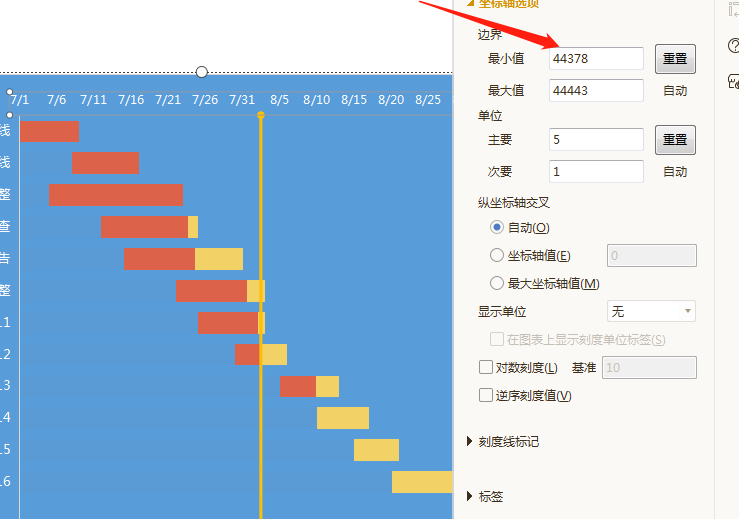 坐标轴选项
边界
最小值 44378 重置
最大值 44443 自动
单位
主要 5 重置
次要 1 自动
纵坐标轴交叉
自动(O)
坐标轴值(E) 0
最大坐标轴值(M)
显示单位 无
在图表上显示刻度单位标签(S)
对数刻度(L) 基准 10
逆序刻度值(V)
刻度线标记
标签
7/1 7/6 7/11 7/16 7/21 7/26 7/31 8/5 8/10 8/15 8/20 8/25
线
线
整
查
告
整
11
12
13
14
15
16